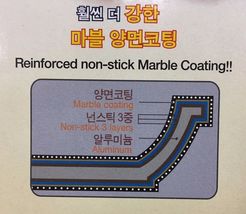 훨씬 더 강한
마블 양면코팅
Reinforced non-stick Marble Coating!!
양면코팅
Marble coating
넌스틱 3중
Non-stick 3 layers
알루미늄
Aluminum